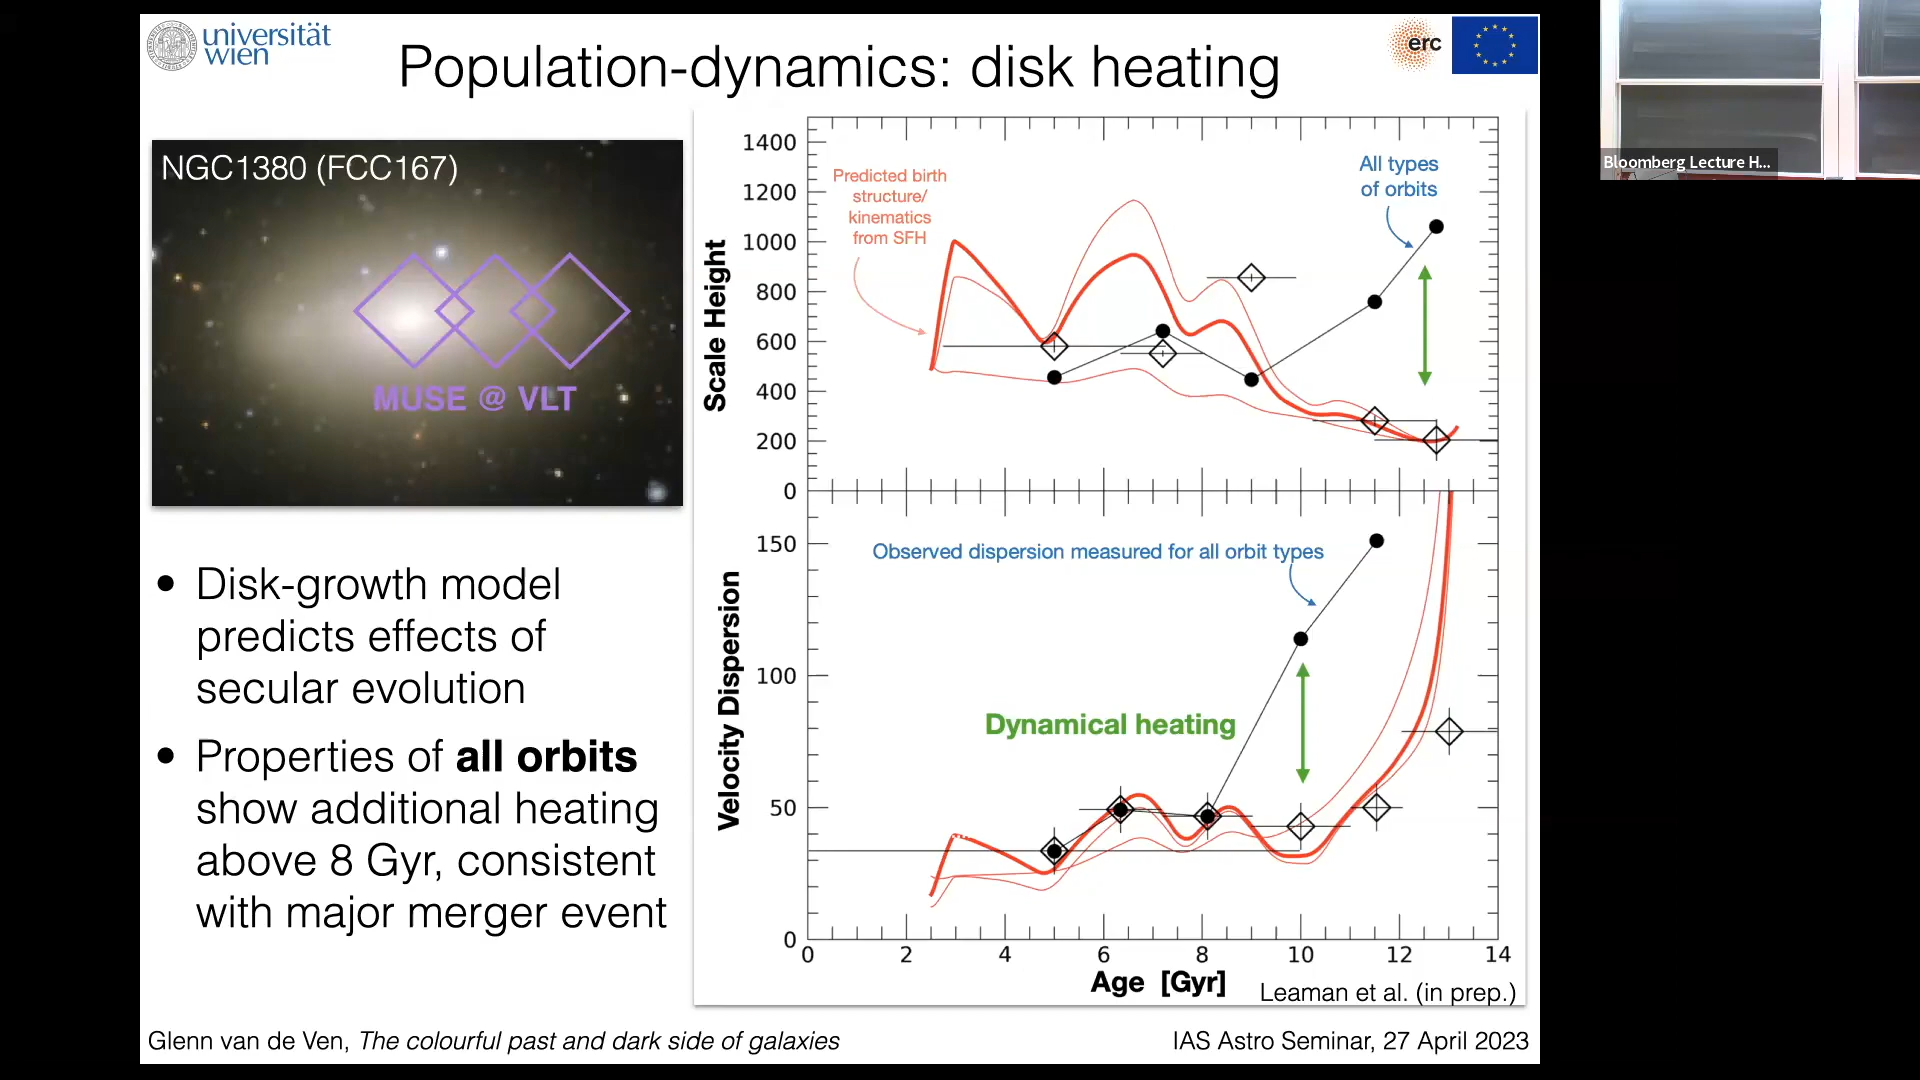 universität
wien
Population-dynamics: disk heating
erc
Bloomberg Lecture H...
NGC1380 (FCC167)
MUSE @ VLT
Disk-growth model
predicts effects of
secular evolution
Properties of all orbits
show additional heating
above 8 Gyr, consistent
with major merger event
Scale Height
1400
1200
1000
800
600
400
200
0
Predicted birth
structure/
kinematics
from SFH
All types
of orbits
Velocity Dispersion
150
100
50
0
Observed dispersion measured for all orbit types
Dynamical heating
0 2 4 6 8 10 12 14
Age [Gyr]
Leaman et al. (in prep.)
Glenn van de Ven, The colourful past and dark side of galaxies
IAS Astro Seminar, 27 April 2023